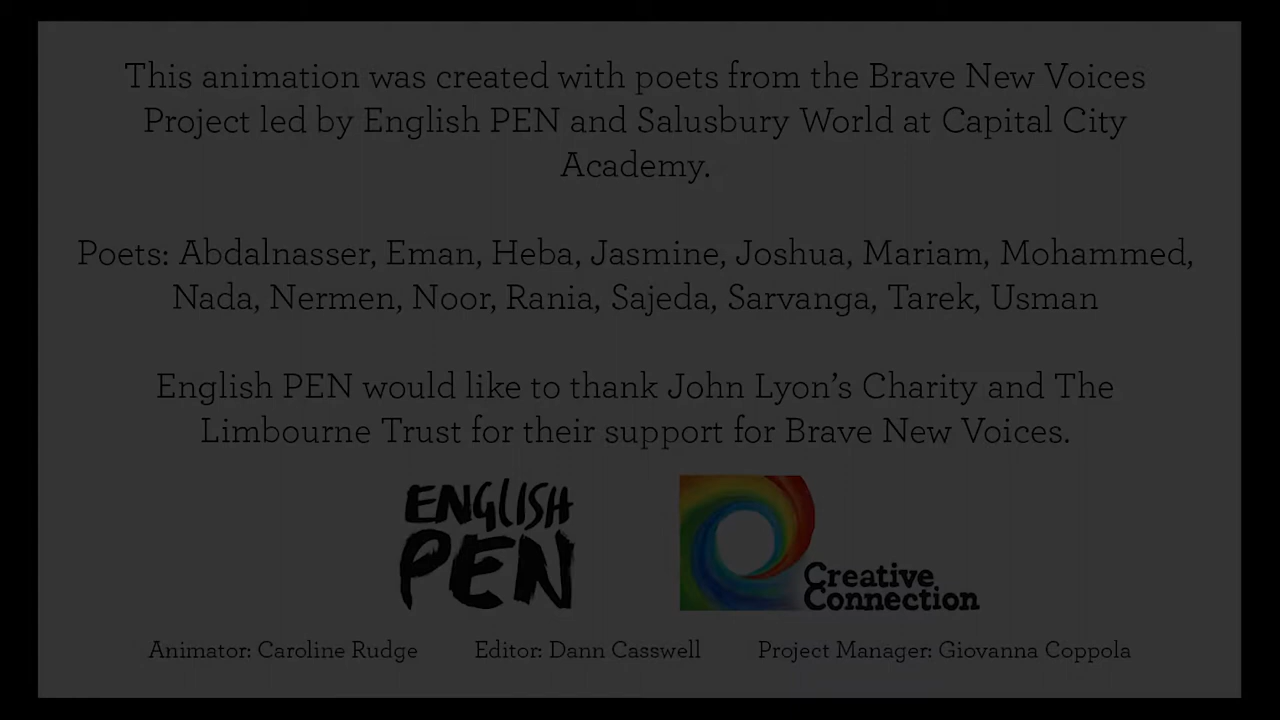 This animation was created with poets from the Brave New Voices
Project led by English PEN and Salusbury World at Capital City
Academy.
Poets: Abdalnasser, Eman, Heba, Jasmine, Joshua, Mariam, Mohammed,
Nada, Nermen, Noor, Rania, Sajeda, Sarvanga, Tarek, Usman
English PEN would like to thank John Lyon's Charity and The
Limbourne Trust for their support for Brave New Voices.
ENGLISH
PEN
Creative
Connection
Animator: Caroline Rudge Editor: Dann Casswell Project Manager: Giovanna Coppola